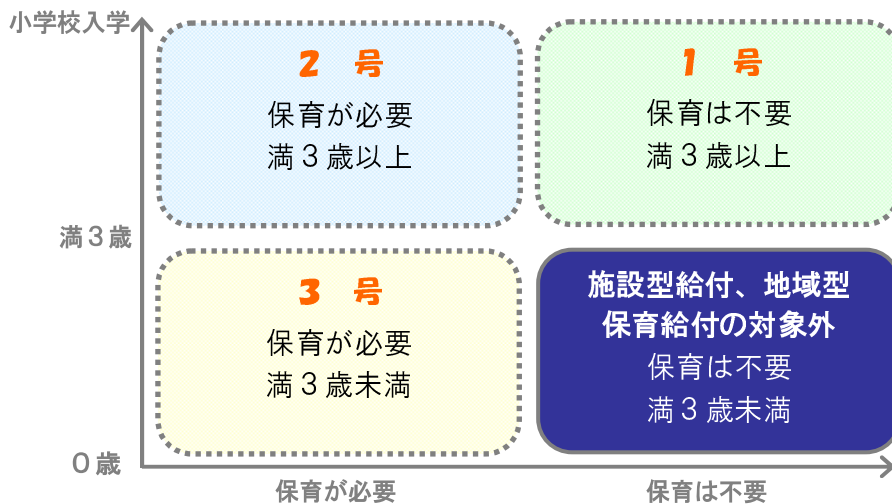 小学校入学
2 号
保育が必要
満3歳以上
1 号
保育は不要
満3歳以上
満3歳
3 号
保育が必要
満3歳未満
施設型給付、地域型
保育給付の対象外
保育は不要
満3歳未満
0歳
保育が必要
保育は不要